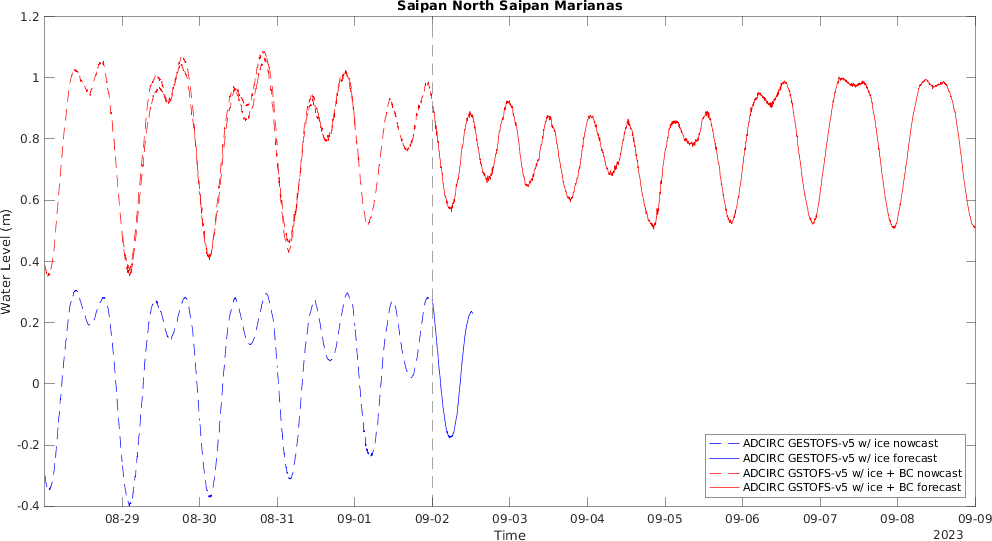 Saipan North Saipan Marianas
1.2
1
0.8
0.6
0.4
0.2
0
-0.2
-0.4
Water Level (m)
ADCIRC GESTOFS-v5 w/ ice nowcast
ADCIRC GESTOFS-v5 w/ ice forecast
ADCIRC GSTOFS-v5 w/ ice + BC nowcast
ADCIRC GSTOFS-v5 w/ ice + BC forecast
08-29 08-30 08-31 09-01 09-02 09-03 09-04 09-05 09-06 09-07 09-08 09-09
Time
2023